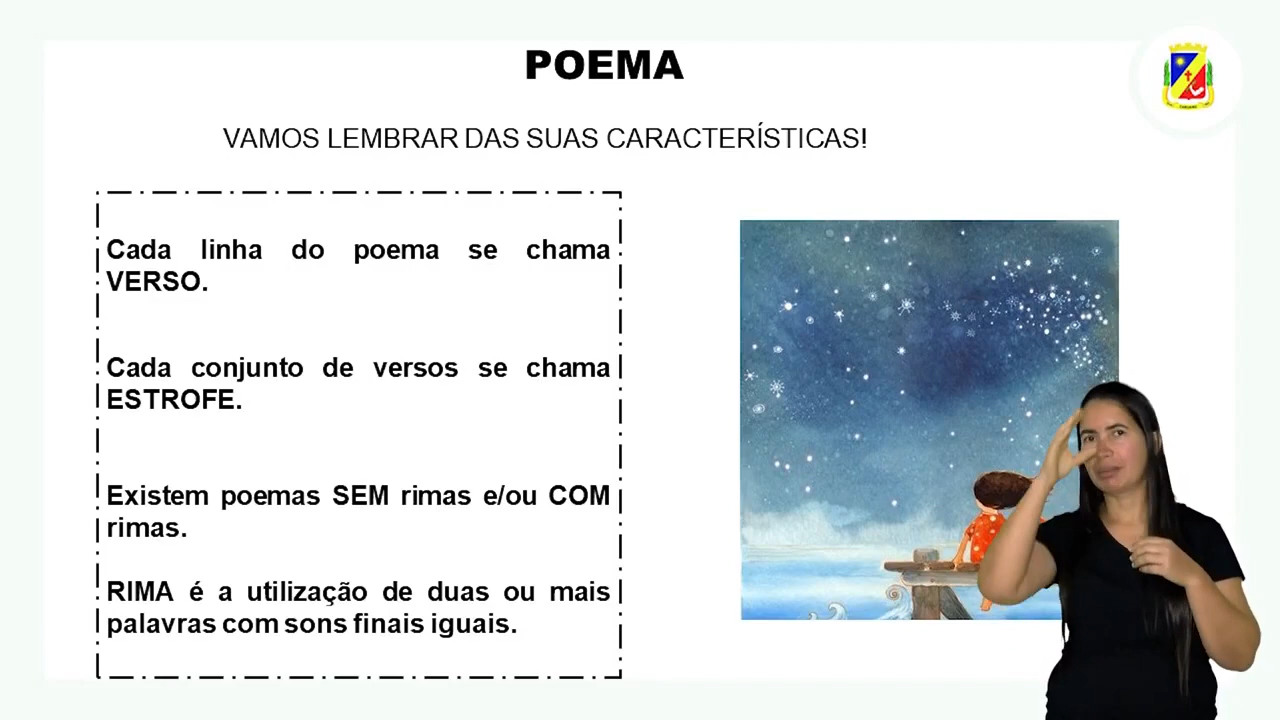 POEMA
VAMOS LEMBRAR DAS SUAS CARACTERÍSTICAS!
Cada linha do poema se chama
VERSO.
Cada conjunto de versos se chama
ESTROFE.
Existem poemas SEM rimas e/ou COM
rimas.
RIMA é a utilização de duas ou mais
palavras com sons finais iguais.